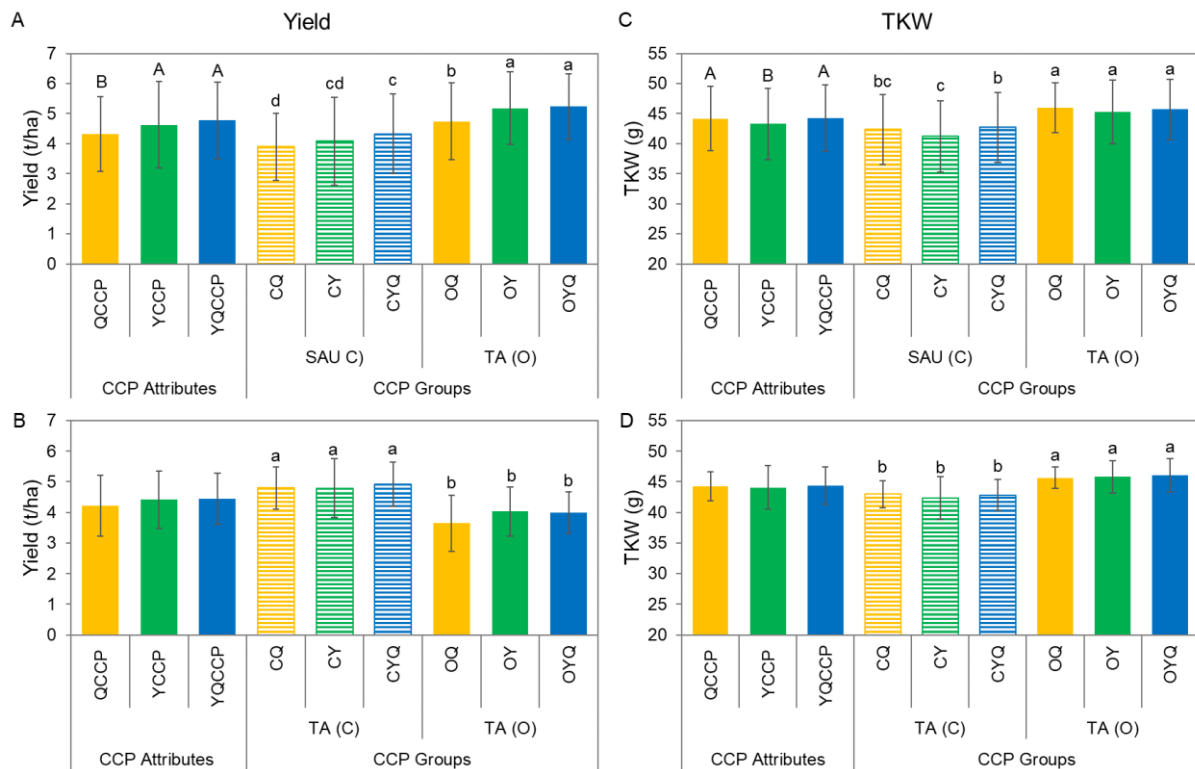 A
Yield
7
6
5
4
3
2
1
0
Yield (t/ha)
B A A d cd c b a a
QCCP YCCP YQCCP CQ CY CYQ OQ OY OYQ
SAU C) TA (O)
CCP Attributes CCP Groups
C
TKW
55
50
45
40
35
30
25
20
TKW (g)
A B A bc c b a a a
QCCP YCCP YQCCP CQ CY CYQ OQ OY OYQ
SAU (C) TA (O)
CCP Attributes CCP Groups
B
7
6
5
4
3
2
1
0
Yield (t/ha)
a a a b b b
QCCP YCCP YQCCP CQ CY CYQ OQ OY OYQ
TA (C) TA (O)
CCP Attributes CCP Groups
D
55
50
45
40
35
30
25
20
TKW (g)
b b b a a a
QCCP YCCP YQCCP CQ CY CYQ OQ OY OYQ
TA (C) TA (O)
CCP Attributes CCP Groups